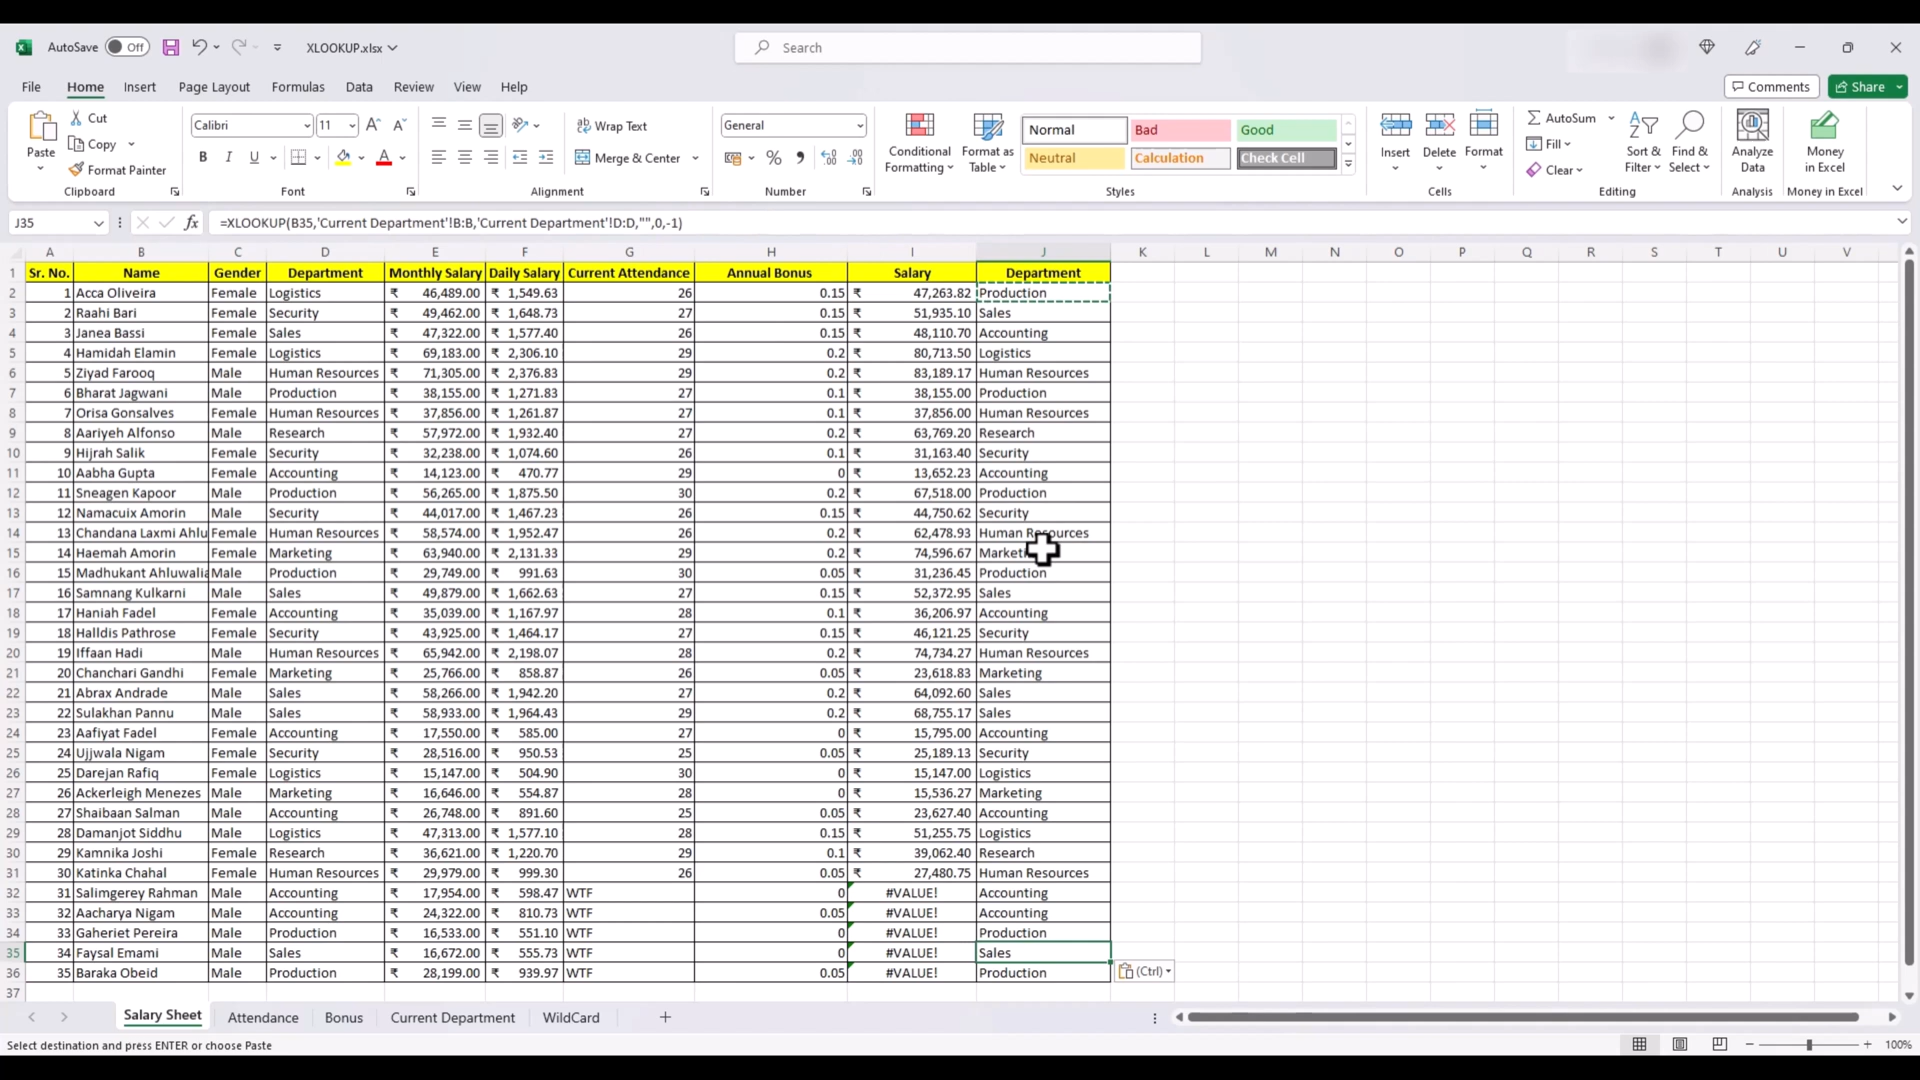 AutoSave Off XLOOKUP.xlsx Search
File Home Insert Page Layout Formulas Data Review View Help Comments Share
Paste Cut Copy Format Painter Clipboard
Calibri 11 B I U A Font
Wrap Text Merge & Center Alignment
General % Number
Conditional Formatting Format as Table Normal Bad Good Neutral Calculation Check Cell Styles
Insert Delete Format Cells
AutoSum Fill Clear Sort & Filter Find & Select Editing
Analyze Data Analysis
Money in Excel Money in Excel
J35 fx =XLOOKUP(B35,'Current Department'!B:B,'Current Department'!D:D,"",0,-1)
A B C D E F G H I J K L M N O P Q R S T U V
1 Sr. No. Name Gender Department Monthly Salary Daily Salary Current Attendance Annual Bonus Salary Department
2 1 Acca Oliveira Female Logistics ₹ 46,489.00 ₹ 1,549.63 26 0.15 ₹ 47,263.82 Production
3 2 Raahi Bari Female Security ₹ 49,462.00 ₹ 1,648.73 27 0.15 ₹ 51,935.10 Sales
4 3 Janea Bassi Female Sales ₹ 47,322.00 ₹ 1,577.40 26 0.15 ₹ 48,110.70 Accounting
5 4 Hamidah Elamin Female Logistics ₹ 69,183.00 ₹ 2,306.10 29 0.2 ₹ 80,713.50 Logistics
6 5 Ziyad Farooq Male Human Resources ₹ 71,305.00 ₹ 2,376.83 29 0.2 ₹ 83,189.17 Human Resources
7 6 Bharat Jagwani Male Production ₹ 38,155.00 ₹ 1,271.83 27 0.1 ₹ 38,155.00 Production
8 7 Orisa Gonsalves Female Human Resources ₹ 37,856.00 ₹ 1,261.87 27 0.1 ₹ 37,856.00 Human Resources
9 8 Aariyeh Alfonso Male Research ₹ 57,972.00 ₹ 1,932.40 27 0.2 ₹ 63,769.20 Research
10 9 Hijrah Salik Female Security ₹ 32,238.00 ₹ 1,074.60 26 0.1 ₹ 31,163.40 Security
11 10 Aabha Gupta Female Accounting ₹ 14,123.00 ₹ 470.77 29 0 ₹ 13,652.23 Accounting
12 11 Sneagen Kapoor Male Production ₹ 56,265.00 ₹ 1,875.50 30 0.2 ₹ 67,518.00 Production
13 12 Namacuix Amorin Male Security ₹ 44,017.00 ₹ 1,467.23 26 0.15 ₹ 44,750.62 Security
14 13 Chandana Laxmi Ahlu Female Human Resources ₹ 58,574.00 ₹ 1,952.47 26 0.2 ₹ 62,478.93 Human Resources
15 14 Haemah Amorin Female Marketing ₹ 63,940.00 ₹ 2,131.33 29 0.2 ₹ 74,596.67 Marketi
16 15 Madhukant Ahluwalia Male Production ₹ 29,749.00 ₹ 991.63 30 0.05 ₹ 31,236.45 Production
17 16 Samnang Kulkarni Male Sales ₹ 49,879.00 ₹ 1,662.63 27 0.15 ₹ 52,372.95 Sales
18 17 Haniah Fadel Female Accounting ₹ 35,039.00 ₹ 1,167.97 28 0.1 ₹ 36,206.97 Accounting
19 18 Halldis Pathrose Female Security ₹ 43,925.00 ₹ 1,464.17 27 0.15 ₹ 46,121.25 Security
20 19 Iffaan Hadi Male Human Resources ₹ 65,942.00 ₹ 2,198.07 28 0.2 ₹ 74,734.27 Human Resources
21 20 Chanchari Gandhi Female Marketing ₹ 25,766.00 ₹ 858.87 26 0.05 ₹ 23,618.83 Marketing
22 21 Abrax Andrade Male Sales ₹ 58,266.00 ₹ 1,942.20 27 0.2 ₹ 64,092.60 Sales
23 22 Sulakhan Pannu Male Sales ₹ 58,933.00 ₹ 1,964.43 29 0.2 ₹ 68,755.17 Sales
24 23 Aafiyat Fadel Female Accounting ₹ 17,550.00 ₹ 585.00 27 0 ₹ 15,795.00 Accounting
25 24 Ujjwala Nigam Female Security ₹ 28,516.00 ₹ 950.53 25 0.05 ₹ 25,189.13 Security
26 25 Darejan Rafiq Female Logistics ₹ 15,147.00 ₹ 504.90 30 0 ₹ 15,147.00 Logistics
27 26 Ackerleigh Menezes Male Marketing ₹ 16,646.00 ₹ 554.87 28 0 ₹ 15,536.27 Marketing
28 27 Shaibaan Salman Male Accounting ₹ 26,748.00 ₹ 891.60 25 0.05 ₹ 23,627.40 Accounting
29 28 Damanjot Siddhu Male Logistics ₹ 47,313.00 ₹ 1,577.10 28 0.15 ₹ 51,255.75 Logistics
30 29 Kamnika Joshi Female Research ₹ 36,621.00 ₹ 1,220.70 29 0.1 ₹ 39,062.40 Research
31 30 Katinka Chahal Female Human Resources ₹ 29,979.00 ₹ 999.30 26 0.05 ₹ 27,480.75 Human Resources
32 31 Salimgerey Rahman Male Accounting ₹ 17,954.00 ₹ 598.47 WTF 0 #VALUE! Accounting
33 32 Aacharya Nigam Male Accounting ₹ 24,322.00 ₹ 810.73 WTF 0.05 #VALUE! Accounting
34 33 Gaheriet Pereira Male Production ₹ 16,533.00 ₹ 551.10 WTF 0 #VALUE! Production
35 34 Faysal Emami Male Sales ₹ 16,672.00 ₹ 555.73 WTF 0 #VALUE! Sales
36 35 Baraka Obeid Male Production ₹ 28,199.00 ₹ 939.97 WTF 0.05 #VALUE! Production (Ctrl)
37
Salary Sheet Attendance Bonus Current Department WildCard
Select destination and press ENTER or choose Paste 100%